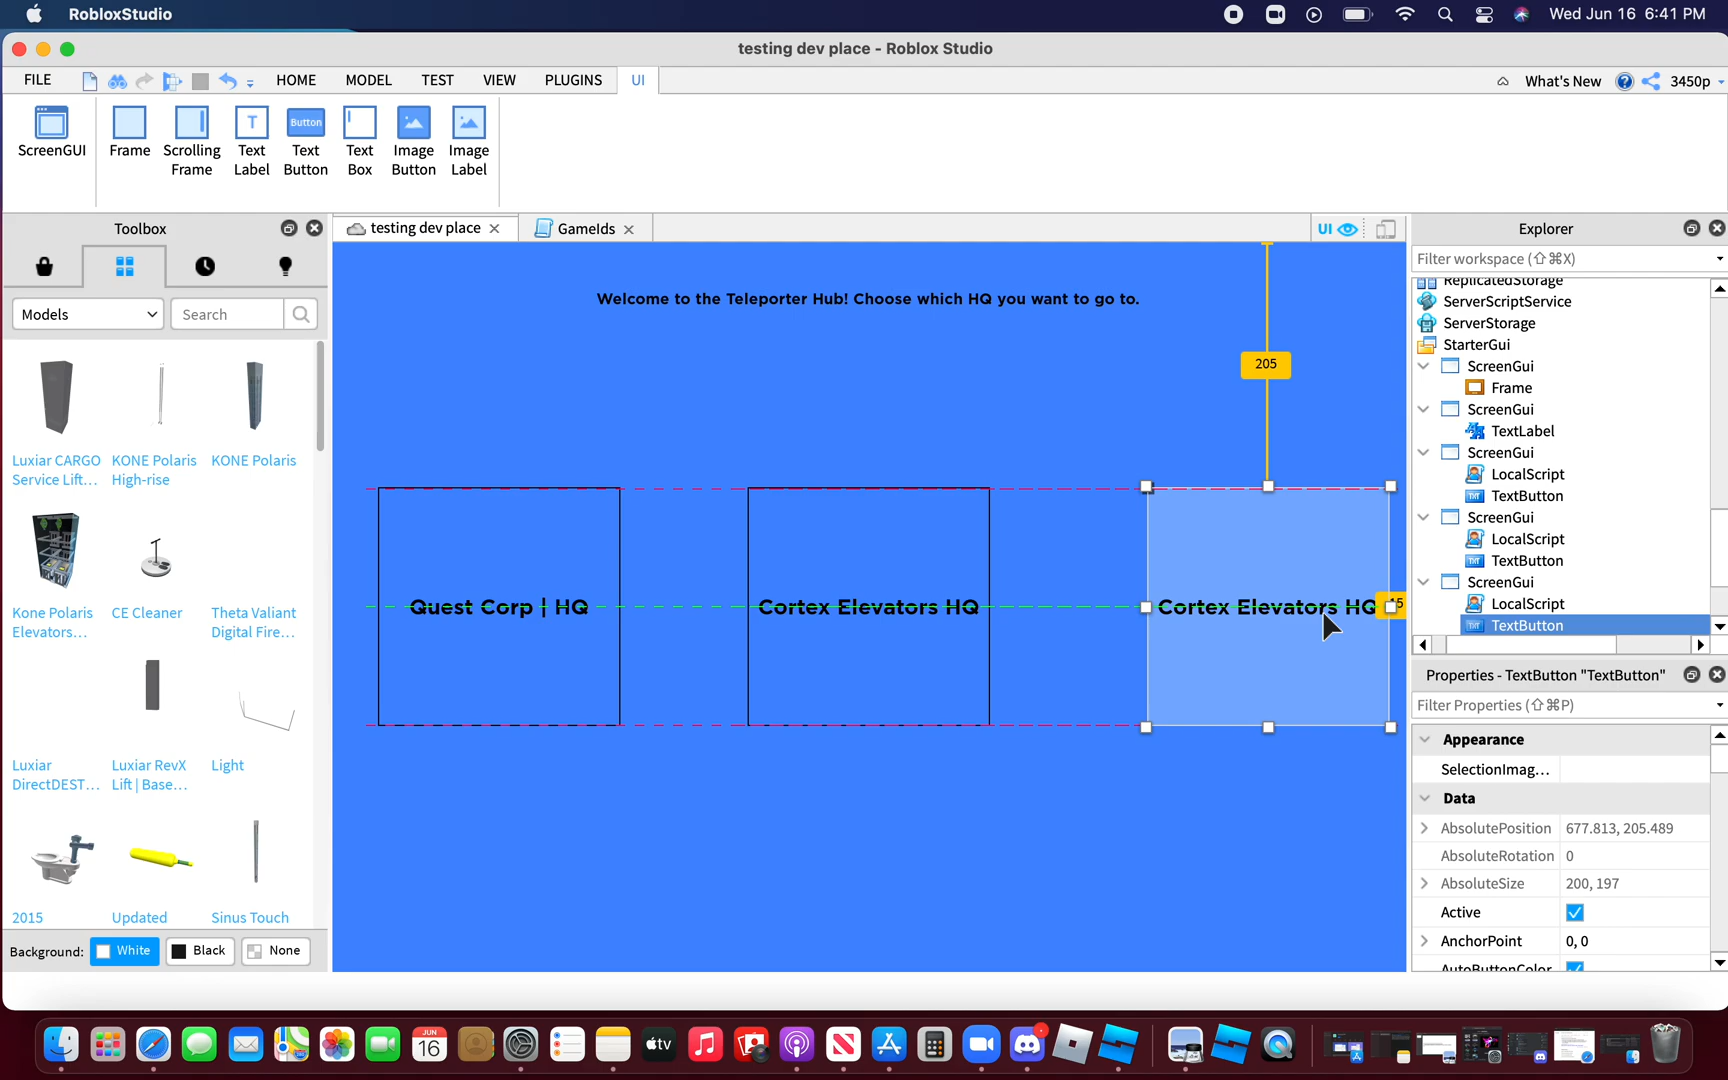 RobloxStudio
Wed Jun 16 6:41 PM
testing dev place - Roblox Studio
FILE
HOME
MODEL
TEST
VIEW
PLUGINS
UI
What's New
3450p
ScreenGUI
Frame
Scrolling
Frame
T
Text
Label
Button
Text
Button
Text
Box
Image
Button
Image
Label
Toolbox
testing dev place
GameIds
UI
Explorer
Filter workspace (⇧⌘X)
Models
Search
Luxiar CARGO
Service Lift...
KONE Polaris
High-rise
KONE Polaris
Kone Polaris
Elevators...
CE Cleaner
Theta Valiant
Digital Fire...
Luxiar
DirectDEST...
Luxiar RevX
Lift | Base...
Light
2015
Updated
Sinus Touch
Background:
White
Black
None
Welcome to the Teleporter Hub! Choose which HQ you want to go to.
205
Quest Corp | HQ
Cortex Elevators HQ
Cortex Elevators HQ
ReplicatedStorage
ServerScriptService
ServerStorage
StarterGui
ScreenGui
Frame
ScreenGui
TextLabel
ScreenGui
LocalScript
TextButton
ScreenGui
LocalScript
TextButton
ScreenGui
LocalScript
TextButton
Properties - TextButton "TextButton"
Filter Properties (⇧⌘P)
Appearance
SelectionImag...
Data
AbsolutePosition 677.813, 205.489
AbsoluteRotation 0
AbsoluteSize 200, 197
Active
AnchorPoint 0, 0
AutoButtonColor
JUN
16
tv